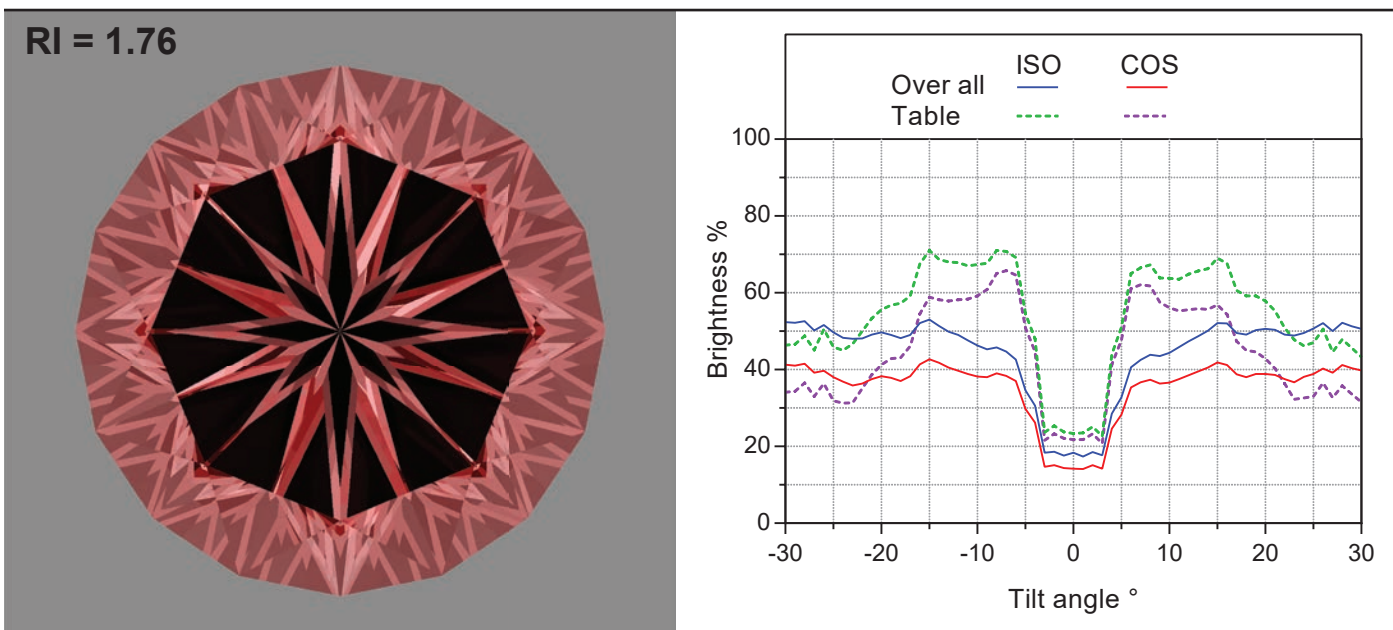 RI = 1.76
ISO COS
Over all
Table
100
80
60
40
20
0
Brightness %
-30 -20 -10 0 10 20 30
Tilt angle °